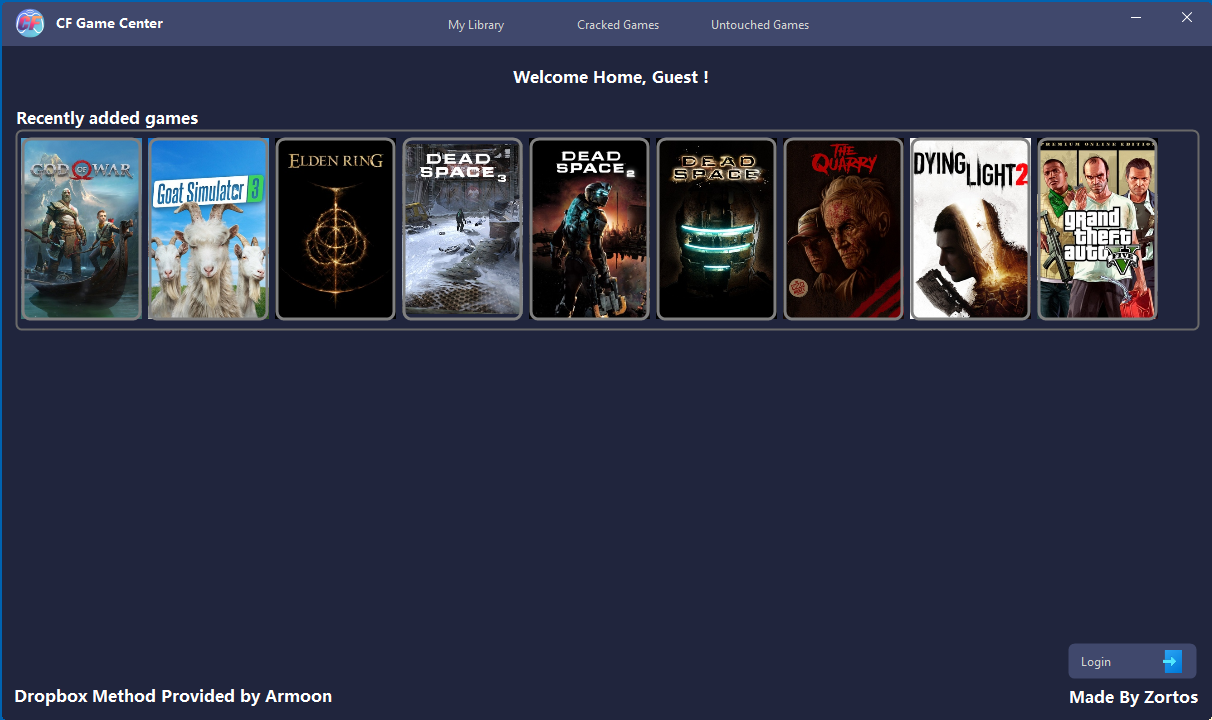 CF
CF Game Center
My Library
Cracked Games
Untouched Games
Welcome Home, Guest !
Recently added games
GOD OF WAR
Goat Simulator 3
ELDEN RING
DEAD
SPACE 3
DEAD
SPACE 2
DEAD
SPACE
THE
QUARRY
DYING
LIGHT 2
PREMIUM ONLINE EDITION
grand
theft
auto
FIVE
Login
Dropbox Method Provided by Armoon
Made By Zortos